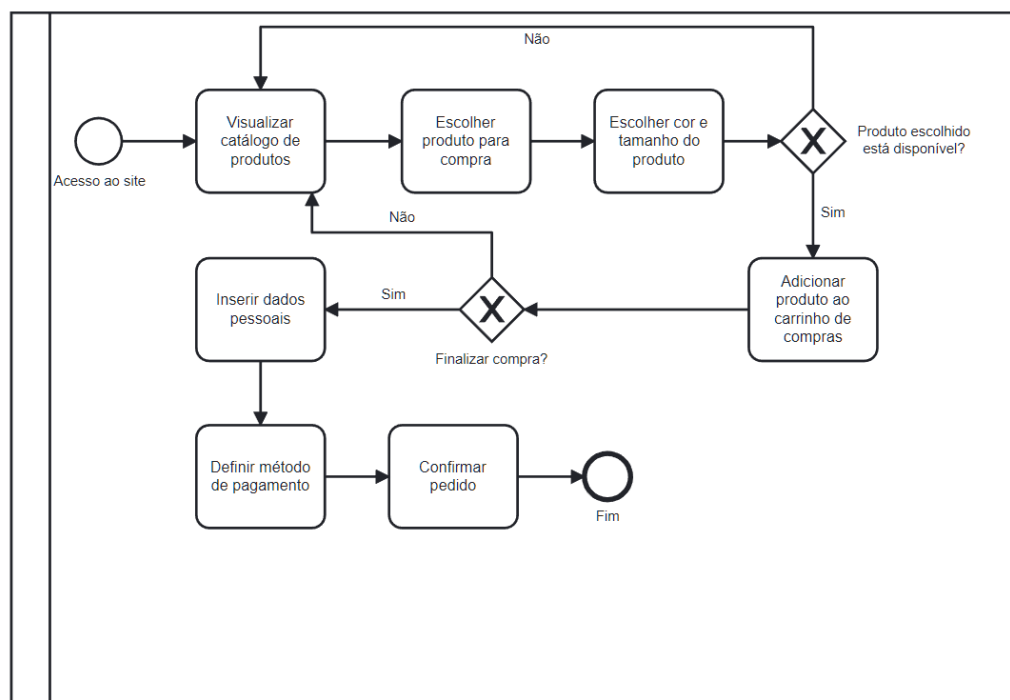 Não
Visualizar
catálogo de
produtos
Escolher
produto para
compra
Escolher cor e
tamanho do
produto
Produto escolhido
está disponível?
Acesso ao site
Não
Sim
Inserir dados
pessoais
Sim
Finalizar compra?
Adicionar
produto ao
carrinho de
compras
Definir método
de pagamento
Confirmar
pedido
Fim